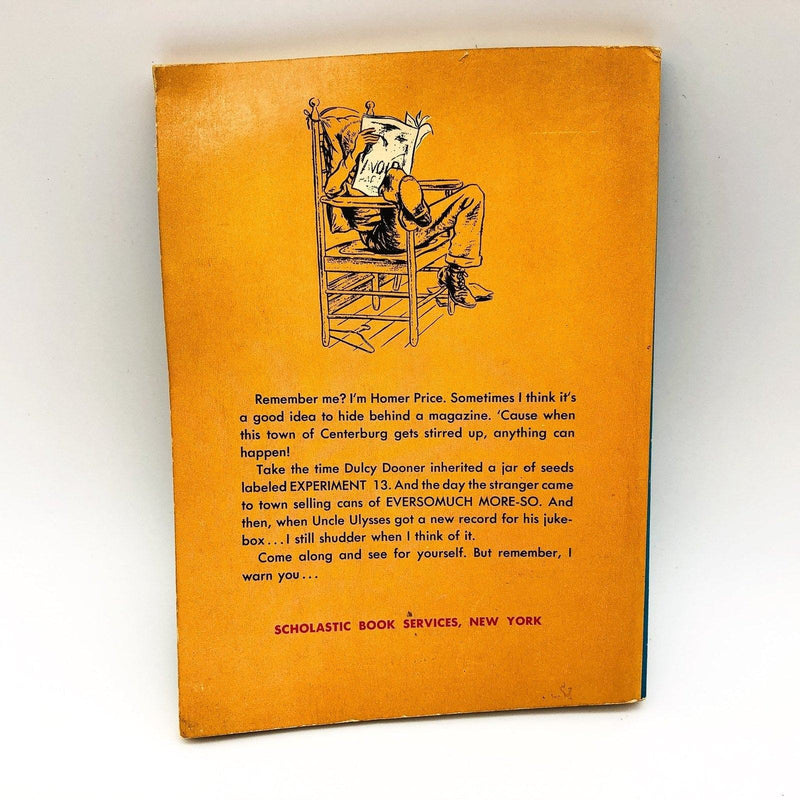 Remember me? I'm Homer Price. Sometimes I think it's
a good idea to hide behind a magazine. 'Cause when
this town of Centerburg gets stirred up, anything can
happen!
Take the time Dulcy Dooner inherited a jar of seeds
labeled EXPERIMENT 13. And the day the stranger came
to town selling cans of EVERSOMUCH MORE-SO. And
then, when Uncle Ulysses got a new record for his juke-
box...I still shudder when I think of it.
Come along and see for yourself. But remember, I
warn you...
SCHOLASTIC BOOK SERVICES, NEW YORK